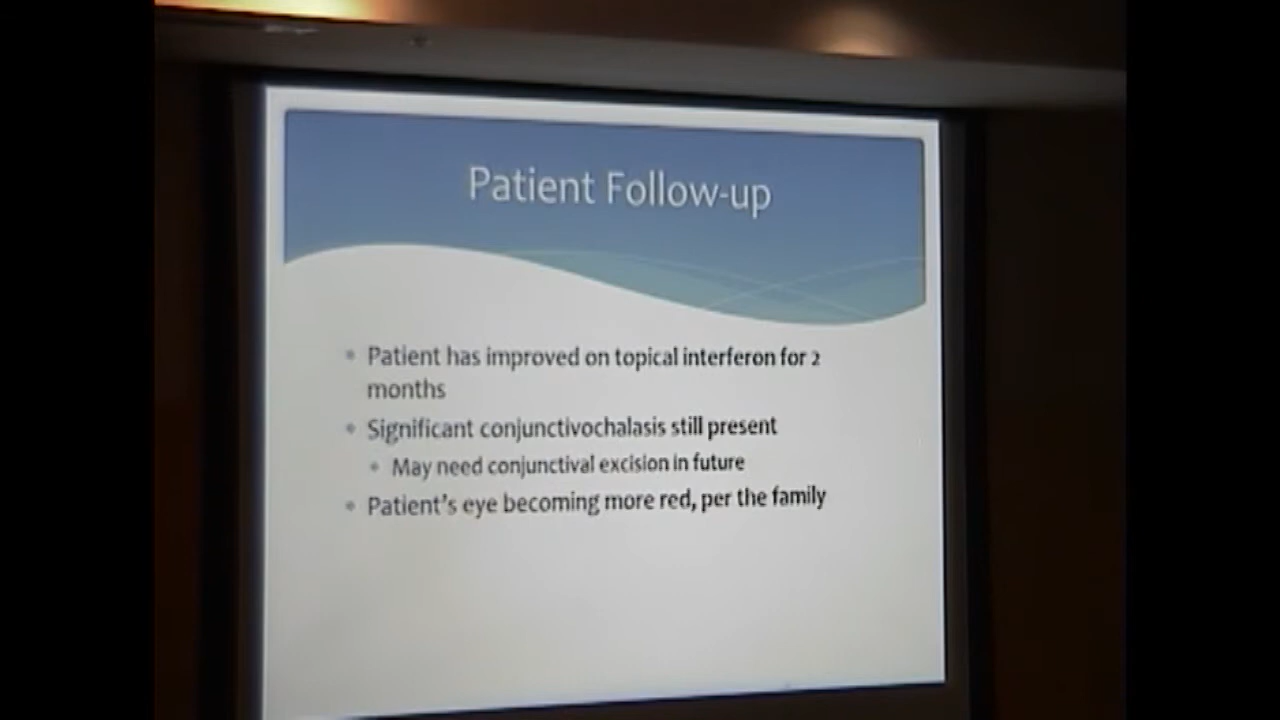 Patient Follow-up
• Patient has improved on topical interferon for 2
months
• Significant conjunctivochalasis still present
• May need conjunctival excision in future
• Patient's eye becoming more red, per the family